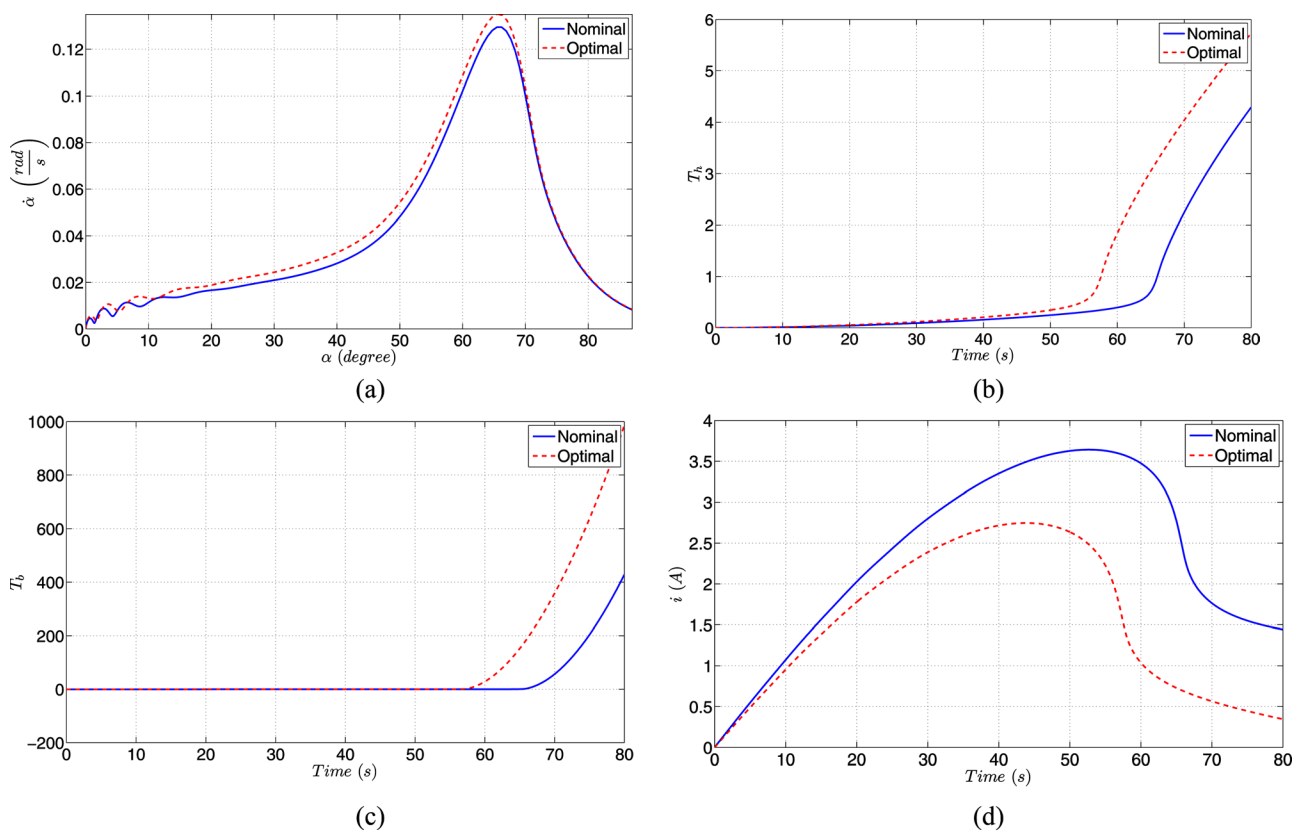 Nominal
Optimal
0.12
0.1
0.08
0.06
0.04
0.02
0
α̇ (rad/s)
0 10 20 30 40 50 60 70 80
α (degree)
(a)
Nominal
Optimal
6
5
4
3
2
1
0
T_h
0 10 20 30 40 50 60 70 80
Time (s)
(b)
Nominal
Optimal
1000
800
600
400
200
0
−200
T_b
0 10 20 30 40 50 60 70 80
Time (s)
(c)
Nominal
Optimal
4
3.5
3
2.5
2
1.5
1
0.5
0
i (A)
0 10 20 30 40 50 60 70 80
Time (s)
(d)